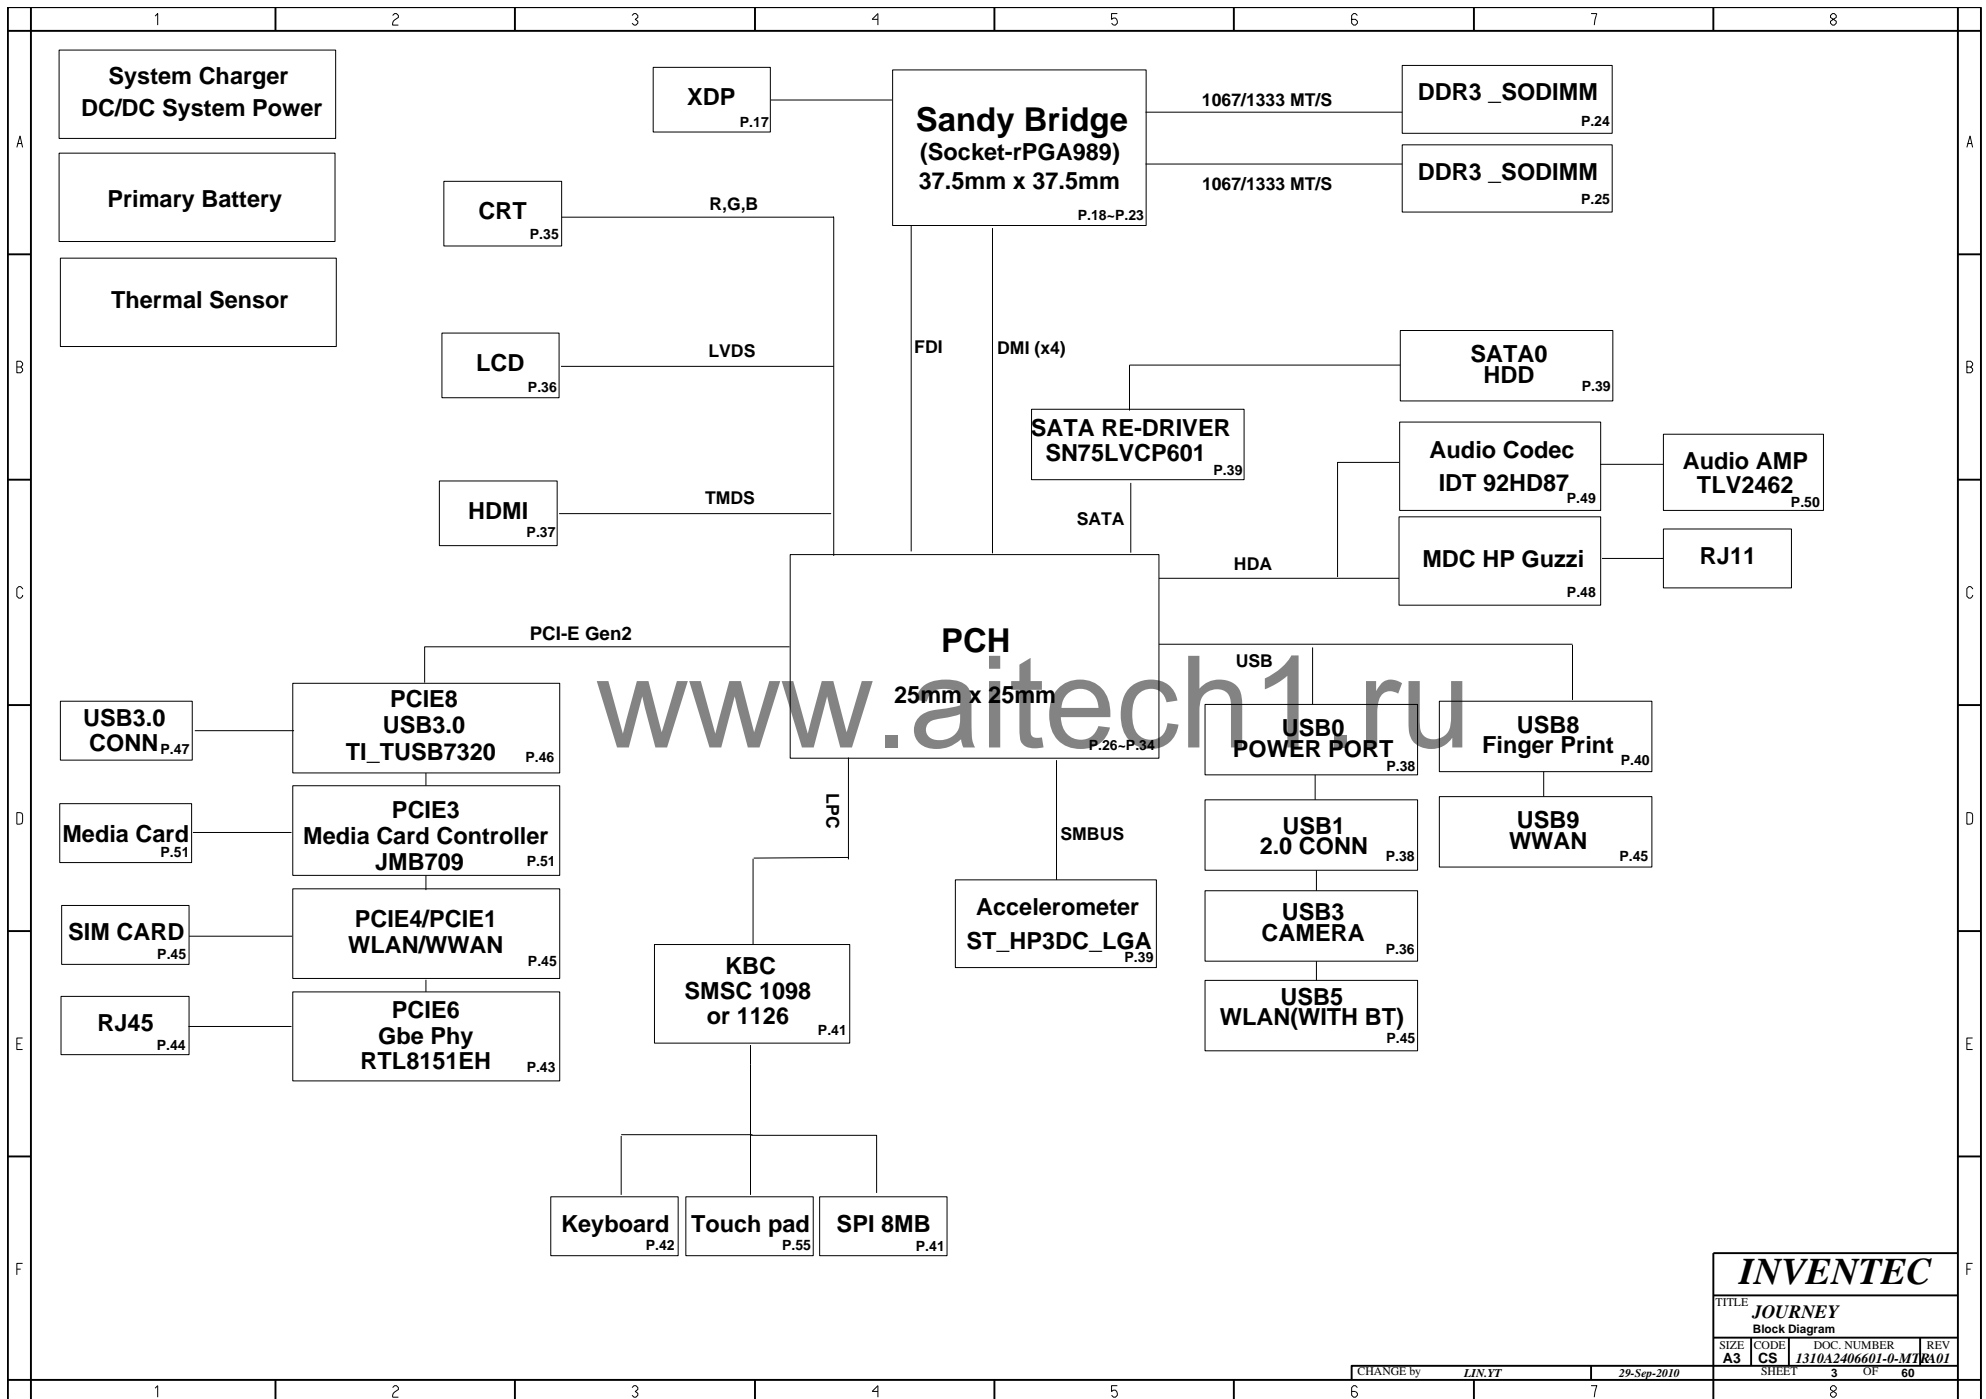 1 2 3 4 5 6 7 8
A
B
C
D
E
F
A
B
C
D
E
F
System Charger
DC/DC System Power
Primary Battery
Thermal Sensor
XDP
P.17
Sandy Bridge
(Socket-rPGA989)
37.5mm x 37.5mm
P.18~P.23
1067/1333 MT/S
DDR3 _SODIMM
P.24
1067/1333 MT/S
DDR3 _SODIMM
P.25
CRT
P.35
R,G,B
LCD
P.36
LVDS
HDMI
P.37
TMDS
FDI
DMI (x4)
SATA0
HDD
P.39
SATA RE-DRIVER
SN75LVCP601
P.39
SATA
Audio Codec
IDT 92HD87
P.49
Audio AMP
TLV2462
P.50
HDA
MDC HP Guzzi
P.48
RJ11
PCH
25mm x 25mm
P.26~P.34
PCI-E Gen2
USB
www.aitech1.ru
USB3.0
CONN
P.47
PCIE8
USB3.0
TI_TUSB7320
P.46
Media Card
P.51
PCIE3
Media Card Controller
JMB709
P.51
SIM CARD
P.45
PCIE4/PCIE1
WLAN/WWAN
P.45
RJ45
P.44
PCIE6
Gbe Phy
RTL8151EH
P.43
LPC
SMBUS
KBC
SMSC 1098
or 1126
P.41
Accelerometer
ST_HP3DC_LGA
P.39
USB0
POWER PORT
P.38
USB1
2.0 CONN
P.38
USB3
CAMERA
P.36
USB5
WLAN(WITH BT)
P.45
USB8
Finger Print
P.40
USB9
WWAN
P.45
Keyboard
P.42
Touch pad
P.55
SPI 8MB
P.41
INVENTEC
TITLE
JOURNEY
Block Diagram
SIZE CODE DOC. NUMBER REV
A3 CS 1310A2406601-0-MTR A01
CHANGE by LIN.YT 29-Sep-2010 SHEET 3 OF 60
1 2 3 4 5 6 7 8